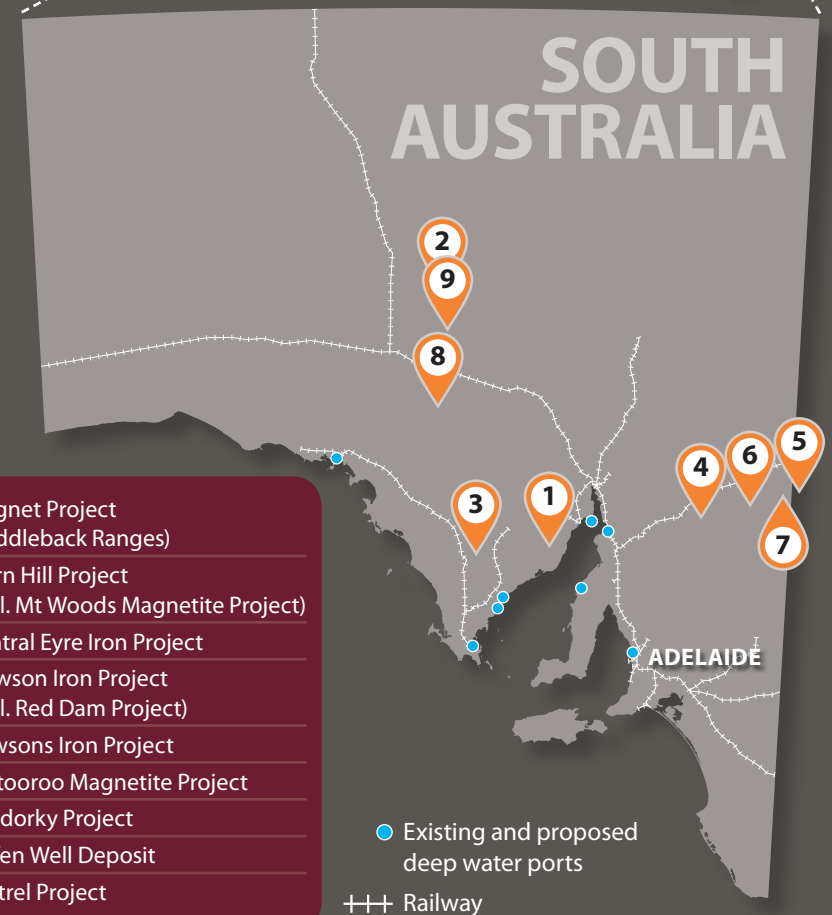 SOUTH
AUSTRALIA
2
9
8
5
6
4
1
3
7
ADELAIDE
gnet Project
ddleback Ranges)
rn Hill Project
l. Mt Woods Magnetite Project)
tral Eyre Iron Project
wson Iron Project
l. Red Dam Project)
wsons Iron Project
tooroo Magnetite Project
dorky Project
en Well Deposit
trel Project
Existing and proposed
deep water ports
Railway